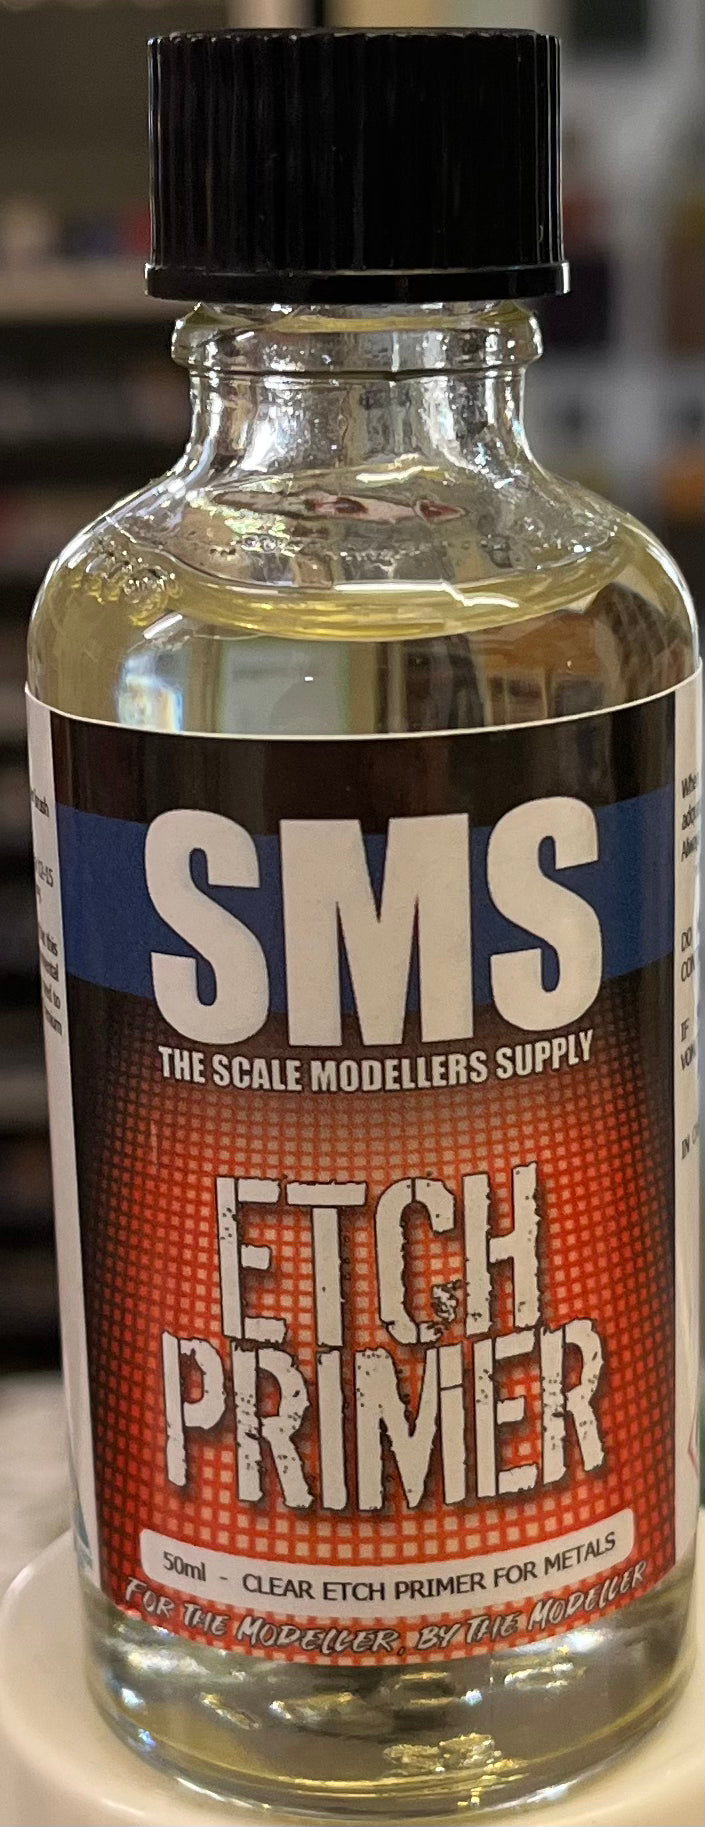 SMS
THE SCALE MODELLERS SUPPLY
ETCH
PRIMER
50ml - CLEAR ETCH PRIMER FOR METALS
FOR THE MODELLER, BY THE MODELLER